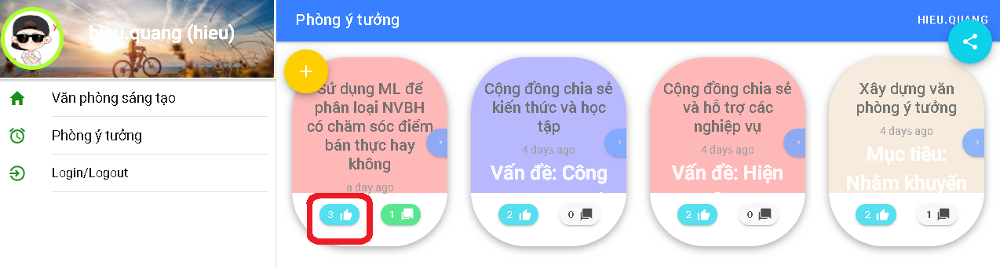 hieu.quang (hieu)
Văn phòng sáng tạo
Phòng ý tưởng
Login/Logout
Phòng ý tưởng
HIEU.QUANG
Sử dụng ML để
phân loại NVBH
có chăm sóc điểm
bán thực hay
không
a day ago
3
1
Cộng đồng chia sẻ
kiến thức và học
tập
4 days ago
Vấn đề: Công
2
0
Cộng đồng chia sẻ
và hỗ trợ các
nghiệp vụ
4 days ago
Vấn đề: Hiện
2
0
Xây dựng văn
phòng ý tưởng
4 days ago
Mục tiêu:
Nhằm khuyến
2
1